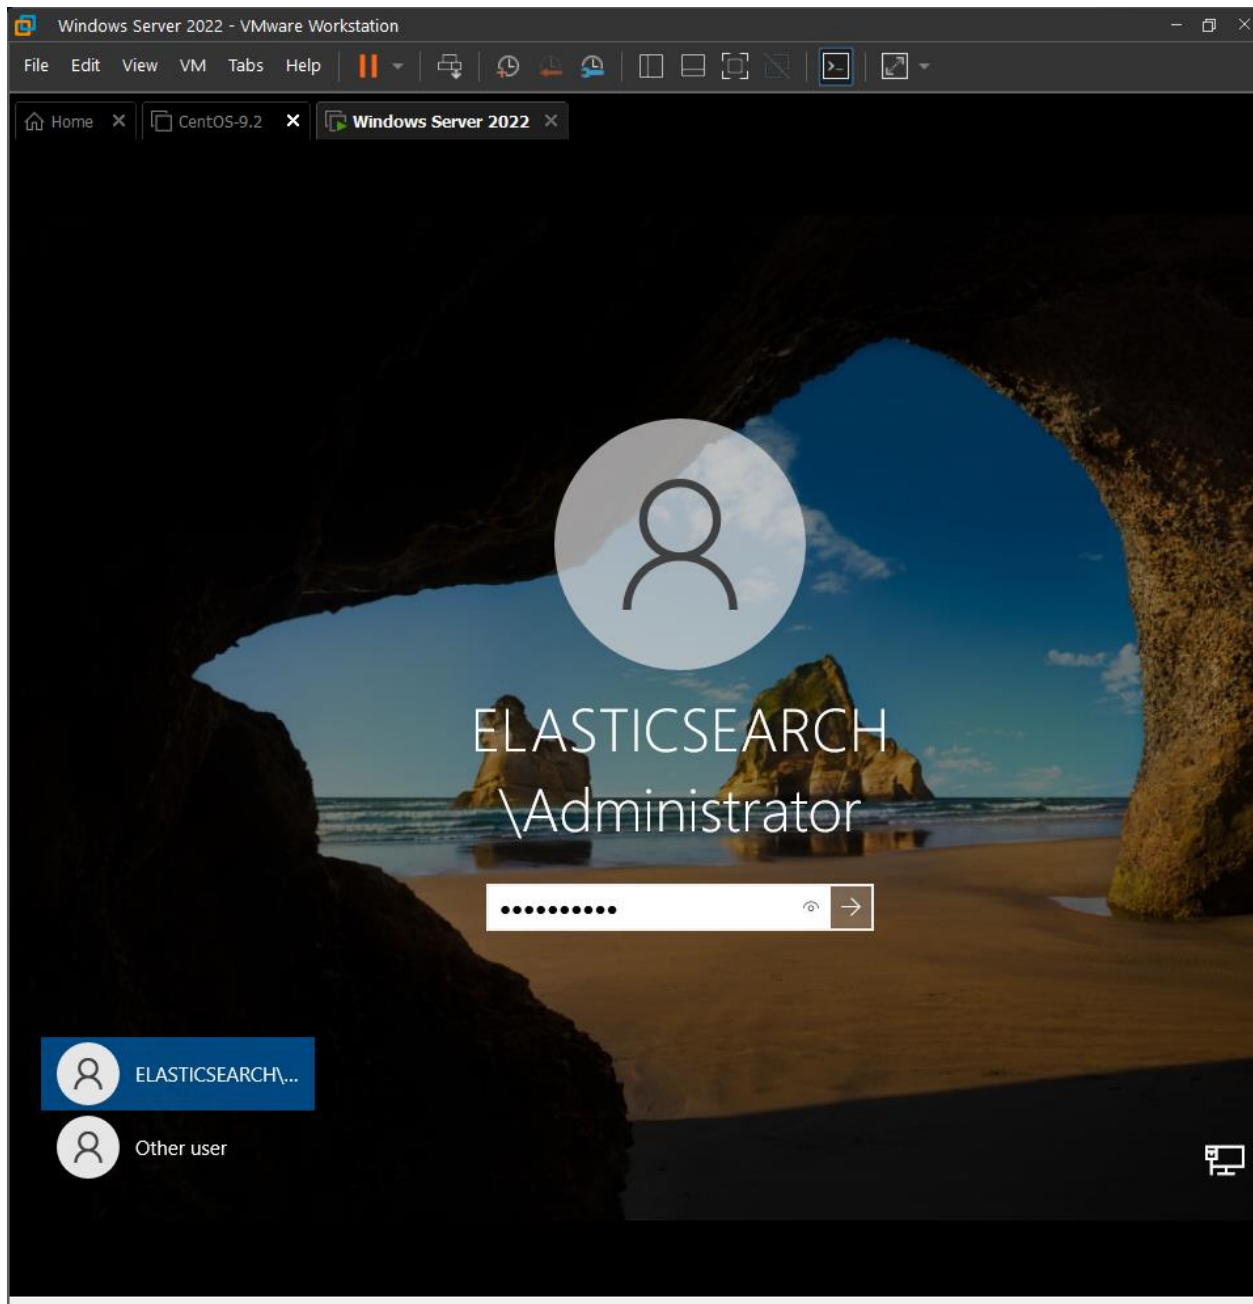 Windows Server 2022 - VMware Workstation
File Edit View VM Tabs Help
Home CentOS-9.2 Windows Server 2022
ELASTICSEARCH
\Administrator
ELASTICSEARCH\...
Other user